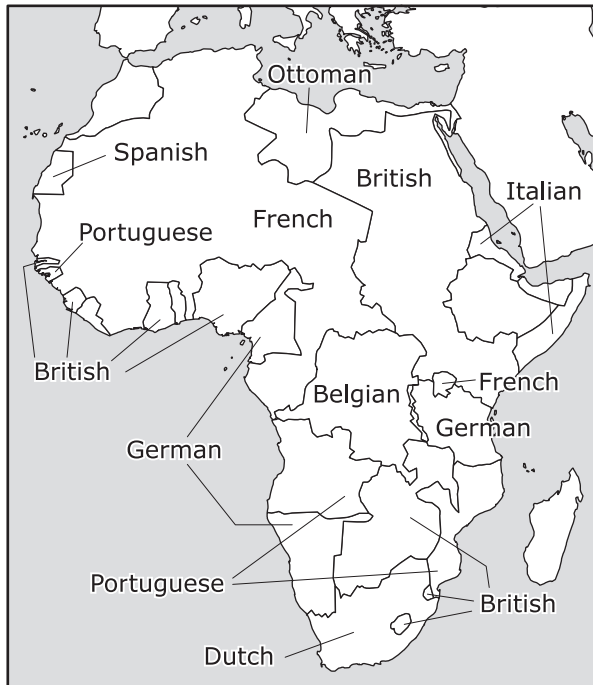 Ottoman
Spanish
British
Italian
Portuguese
French
British
French
Belgian
German
German
Portuguese
British
Dutch